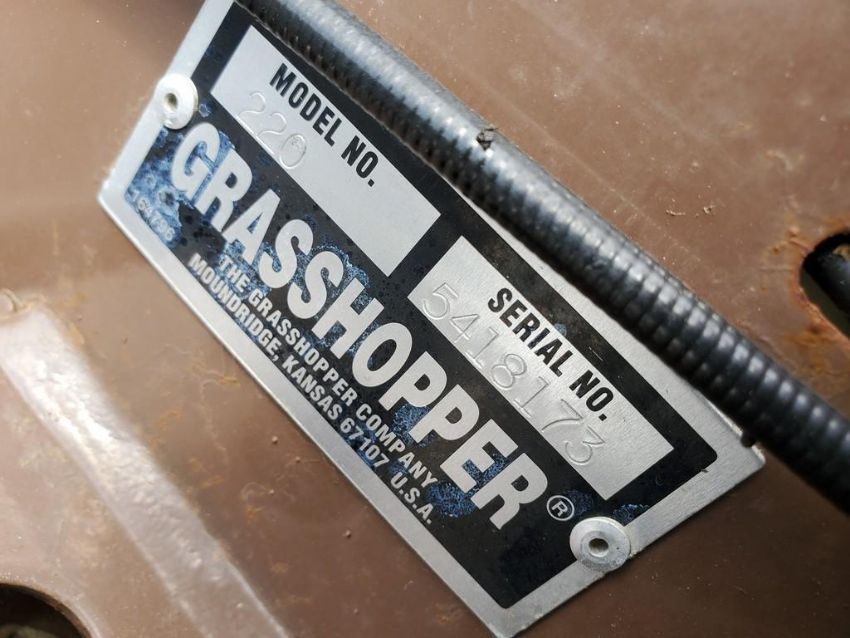 MODEL NO.
220
SERIAL NO.
5418173
GRASSHOPPER®
THE GRASSHOPPER COMPANY
MOUNDRIDGE, KANSAS 67107 U.S.A.